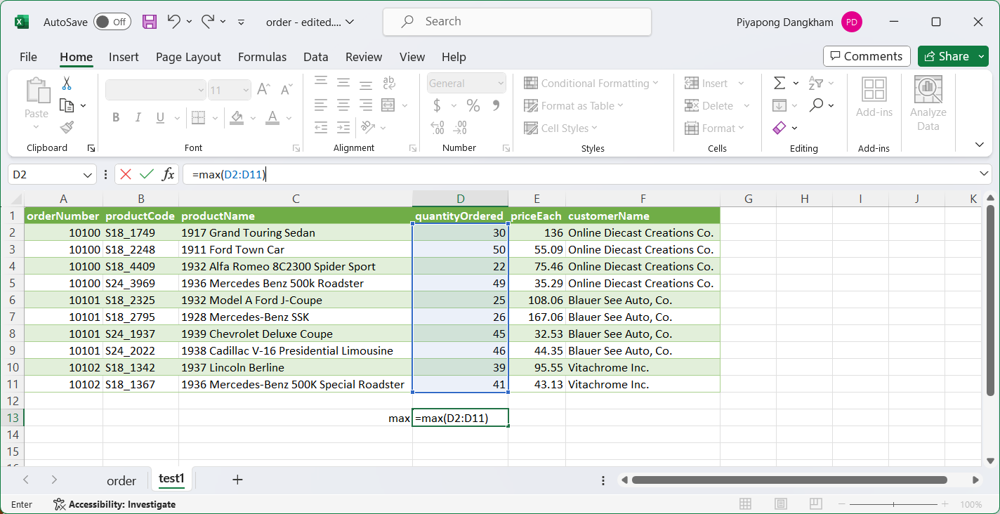 AutoSave Off order - edited.... Search Piyapong Dangkham PD
File Home Insert Page Layout Formulas Data Review View Help Comments Share
Paste 11 General Conditional Formatting Insert Add-ins Analyze Data
B I U A $ % Format as Table Delete
Cell Styles Format
Clipboard Font Alignment Number Styles Cells Editing Add-ins
D2 fx =max(D2:D11)
A B C D E F G H I J K
1 orderNumber productCode productName quantityOrdered priceEach customerName
2 10100 S18_1749 1917 Grand Touring Sedan 30 136 Online Diecast Creations Co.
3 10100 S18_2248 1911 Ford Town Car 50 55.09 Online Diecast Creations Co.
4 10100 S18_4409 1932 Alfa Romeo 8C2300 Spider Sport 22 75.46 Online Diecast Creations Co.
5 10100 S24_3969 1936 Mercedes Benz 500k Roadster 49 35.29 Online Diecast Creations Co.
6 10101 S18_2325 1932 Model A Ford J-Coupe 25 108.06 Blauer See Auto, Co.
7 10101 S18_2795 1928 Mercedes-Benz SSK 26 167.06 Blauer See Auto, Co.
8 10101 S24_1937 1939 Chevrolet Deluxe Coupe 45 32.53 Blauer See Auto, Co.
9 10101 S24_2022 1938 Cadillac V-16 Presidential Limousine 46 44.35 Blauer See Auto, Co.
10 10102 S18_1342 1937 Lincoln Berline 39 95.55 Vitachrome Inc.
11 10102 S18_1367 1936 Mercedes-Benz 500K Special Roadster 41 43.13 Vitachrome Inc.
12
13 max =max(D2:D11)
14
15
order test1
Enter Accessibility: Investigate 100%